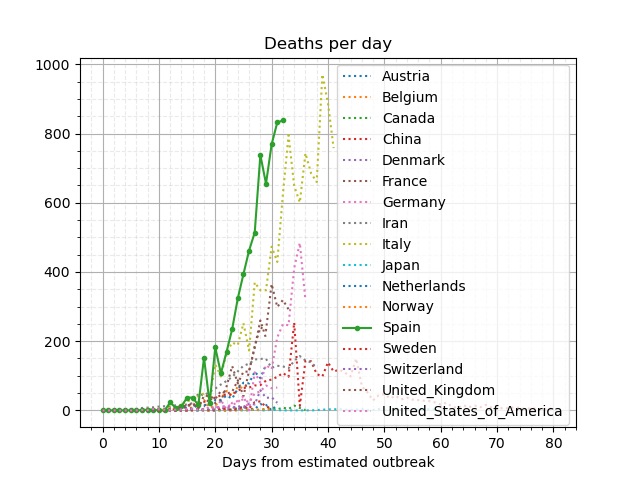 Deaths per day
1000
800
600
400
200
0
0 10 20 30 40 50 60 70 80
Days from estimated outbreak
Austria
Belgium
Canada
China
Denmark
France
Germany
Iran
Italy
Japan
Netherlands
Norway
Spain
Sweden
Switzerland
United_Kingdom
United_States_of_America